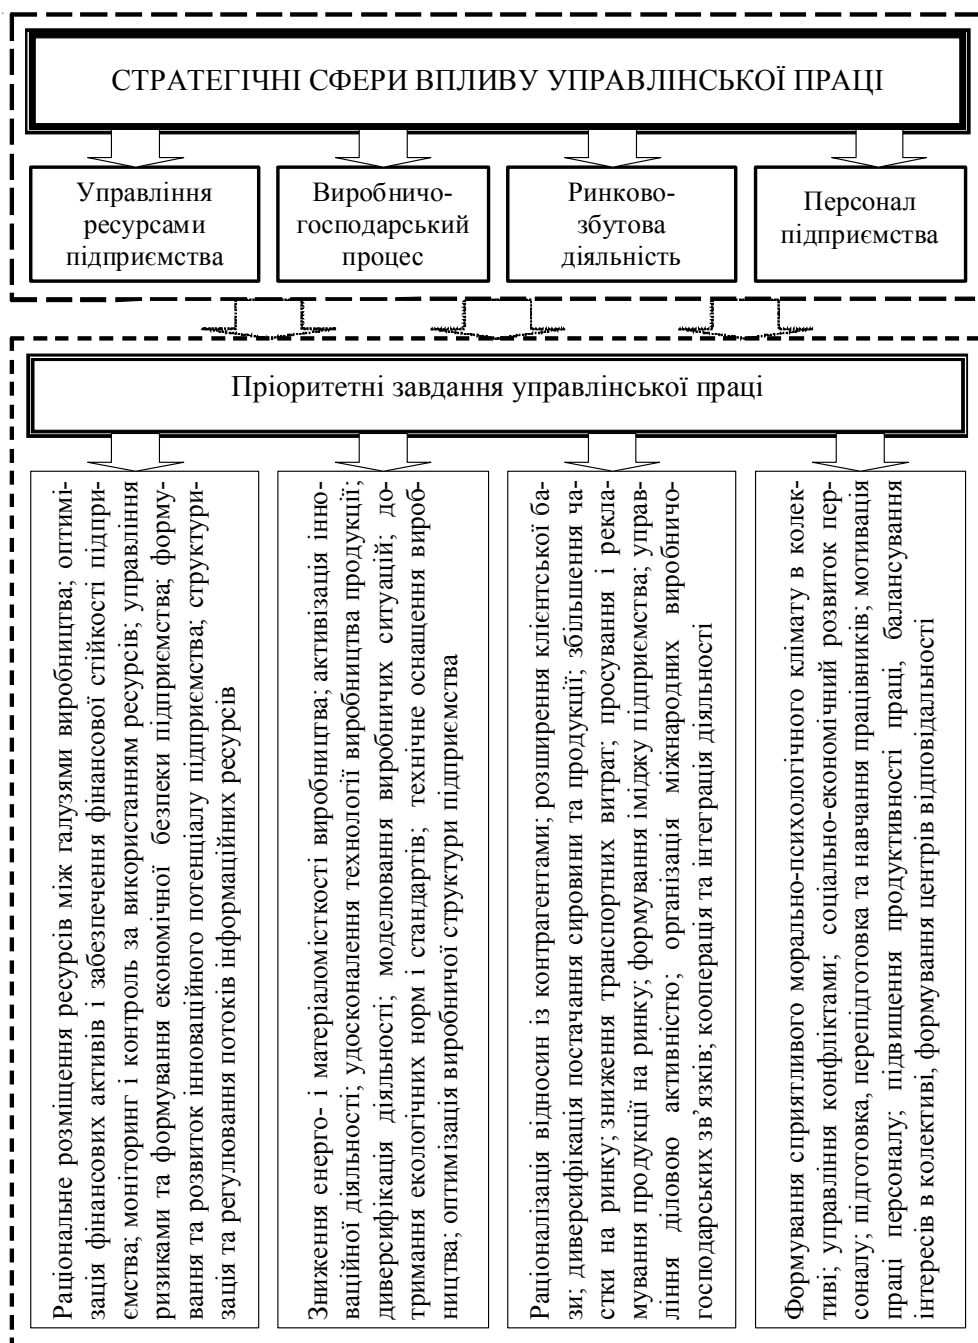 СТРАТЕГІЧНІ СФЕРИ ВПЛИВУ УПРАВЛІНСЬКОЇ ПРАЦІ
Управління
ресурсами
підприємства
Виробничо-
господарський
процес
Ринково-
збутова
діяльність
Персонал
підприємства
Пріоритетні завдання управлінської праці
Раціональне розміщення ресурсів між галузями виробництва; оптимі-
зація фінансових активів і забезпечення фінансової стійкості підпри-
ємства; моніторинг і контроль за використанням ресурсів; управління
ризиками та формування економічної безпеки підприємства; форму-
вання та розвиток інноваційного потенціалу підприємства; структури-
зація та регулювання потоків інформаційних ресурсів
Зниження енерго- і матеріаломісткості виробництва; активізація інно-
ваційної діяльності; удосконалення технології виробництва продукції;
диверсифікація діяльності; моделювання виробничих ситуацій; до-
тримання екологічних норм і стандартів; технічне оснащення вироб-
ництва; оптимізація виробничої структури підприємства
Раціоналізація відносин із контрагентами; розширення клієнтської ба-
зи; диверсифікація постачання сировини та продукції; збільшення ча-
стки на ринку; зниження транспортних витрат; просування і рекла-
мування продукції на ринку; формування іміджу підприємства; управ-
ління діловою активністю; організація міжнародних виробничо-
господарських зв’язків; кооперація та інтеграція діяльності
Формування сприятливого морально-психологічного клімату в колек-
тиві; управління конфліктами; соціально-економічний розвиток пер-
соналу; підготовка, перепідготовка та навчання працівників; мотивація
праці персоналу; підвищення продуктивності праці, балансування
інтересів в колективі, формування центрів відповідальності